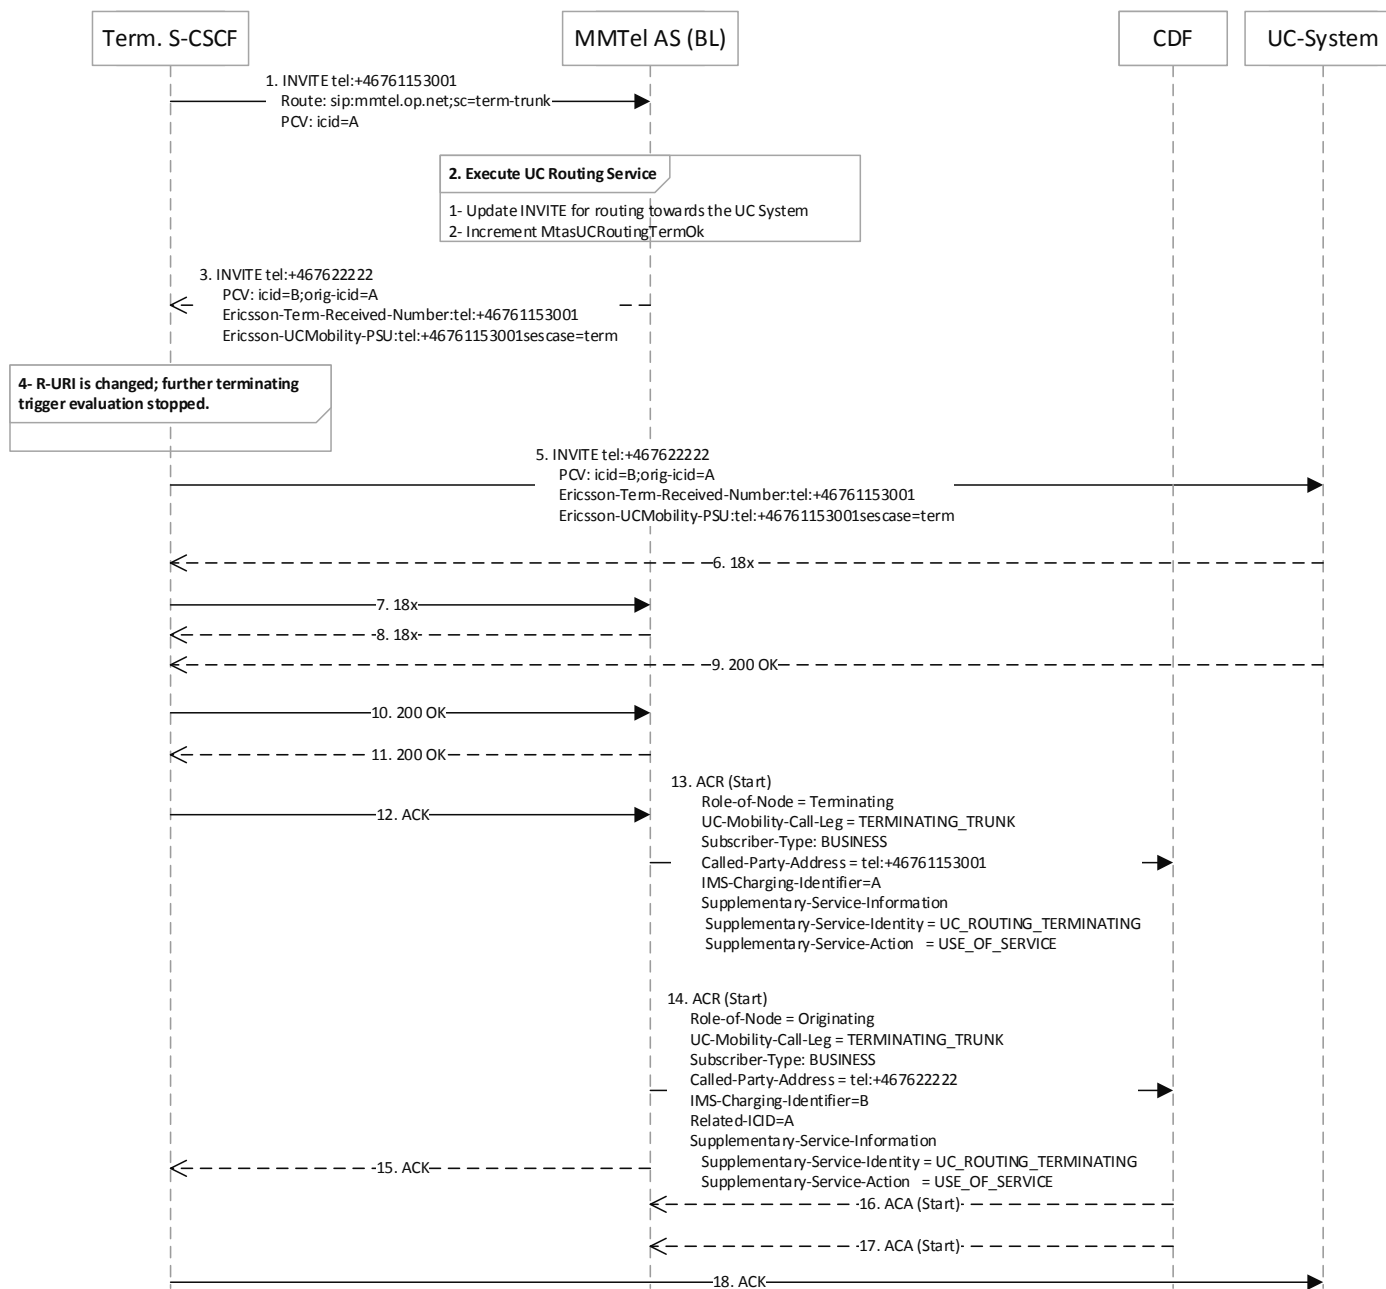 Term. S-CSCF
MMTel AS (BL)
CDF
UC-System
1. INVITE tel:+46761153001
Route: sip:mmtel.op.net;sc=term-trunk
PCV: icid=A
2. Execute UC Routing Service
1- Update INVITE for routing towards the UC System
2- Increment MtasUCRoutingTermOk
3. INVITE tel:+467622222
PCV: icid=B;orig-icid=A
Ericsson-Term-Received-Number:tel:+46761153001
Ericsson-UCMobility-PSU:tel:+46761153001sescase=term
4- R-URI is changed; further terminating
trigger evaluation stopped.
5. INVITE tel:+467622222
PCV: icid=B;orig-icid=A
Ericsson-Term-Received-Number:tel:+46761153001
Ericsson-UCMobility-PSU:tel:+46761153001sescase=term
6. 18x
7. 18x
8. 18x
9. 200 OK
10. 200 OK
11. 200 OK
12. ACK
13. ACR (Start)
Role-of-Node = Terminating
UC-Mobility-Call-Leg = TERMINATING_TRUNK
Subscriber-Type: BUSINESS
Called-Party-Address = tel:+46761153001
IMS-Charging-Identifier=A
Supplementary-Service-Information
Supplementary-Service-Identity = UC_ROUTING_TERMINATING
Supplementary-Service-Action = USE_OF_SERVICE
14. ACR (Start)
Role-of-Node = Originating
UC-Mobility-Call-Leg = TERMINATING_TRUNK
Subscriber-Type: BUSINESS
Called-Party-Address = tel:+467622222
IMS-Charging-Identifier=B
Related-ICID=A
Supplementary-Service-Information
Supplementary-Service-Identity = UC_ROUTING_TERMINATING
Supplementary-Service-Action = USE_OF_SERVICE
15. ACK
16. ACA (Start)
17. ACA (Start)
18. ACK